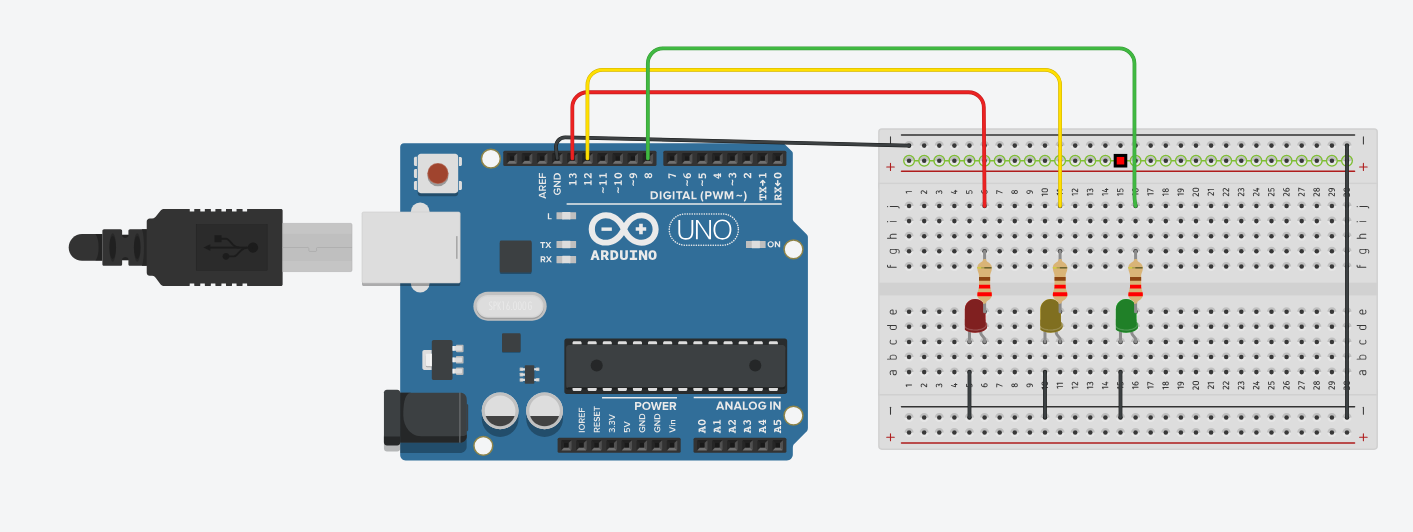 AREF
GND
13
12
~11
~10
~9
8
7
~6
~5
4
~3
2
TX→1
RX←0
DIGITAL (PWM~)
L
TX
RX
ON
UNO
ARDUINO
POWER
ANALOG IN
IOREF
RESET
3.3V
5V
GND
GND
Vin
A0
A1
A2
A3
A4
A5
− −
+ +
1 2 3 4 5 6 7 8 9 10 11 12 13 14 15 16 17 18 19 20 21 22 23 24 25 26 27 28 29 30
j j
i i
h h
g g
f f
e e
d d
c c
b b
a a
1 2 3 4 5 6 7 8 9 10 11 12 13 14 15 16 17 18 19 20 21 22 23 24 25 26 27 28 29 30
− −
+ +